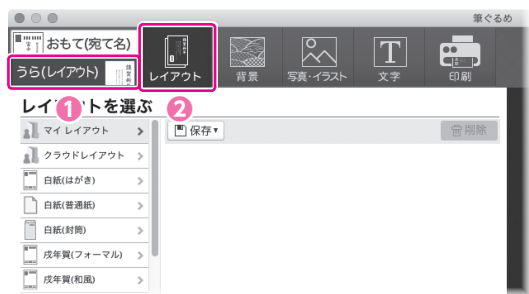 筆ぐるめ
おもて(宛て名)
うら(レイアウト)
レイアウト
背景
写真・イラスト
文字
印刷
レイ
トを選ぶ
1
2
マイ レイアウト
保存
削除
クラウドレイアウト
白紙(はがき)
白紙(普通紙)
白紙(封筒)
戌年賀(フォーマル)
戌年賀(和風)